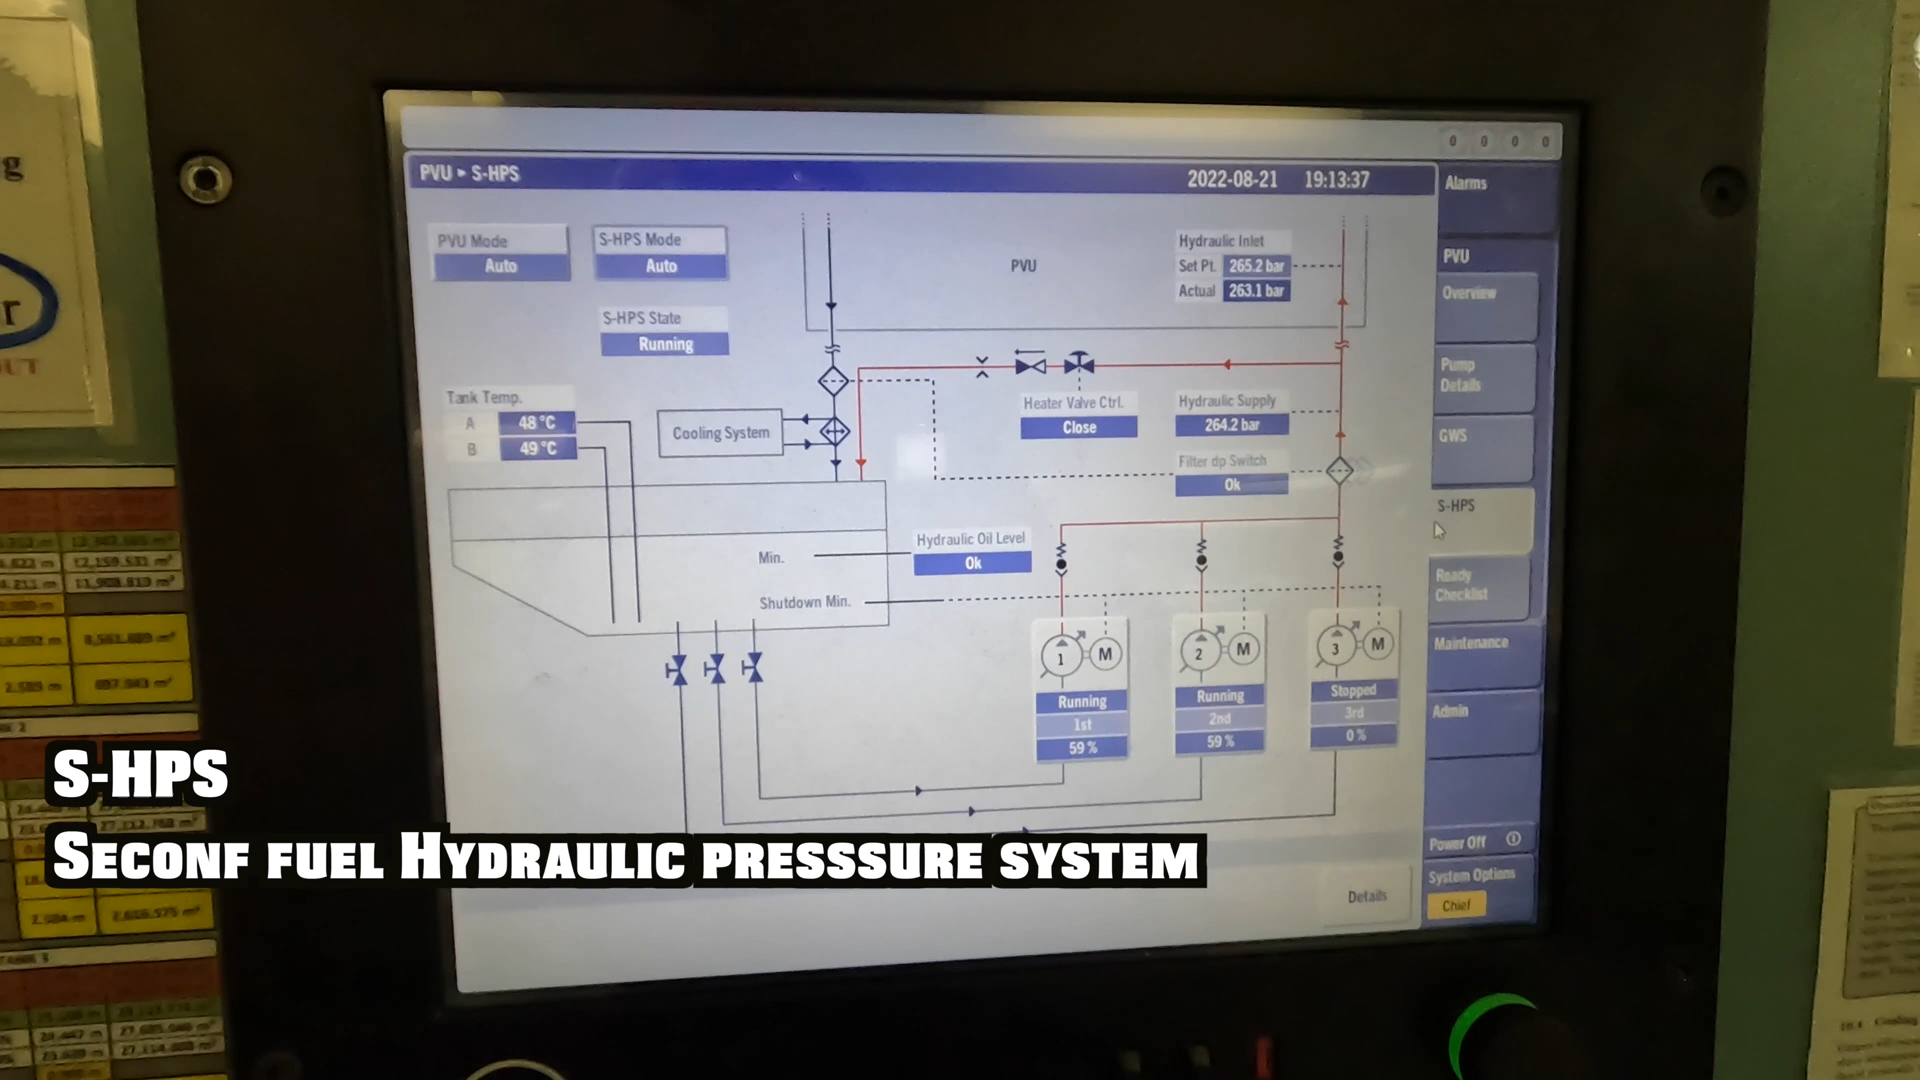 0 0 0 0
PVU ▸ S-HPS
2022-08-21 19:13:37
Alarms
PVU Mode
Auto
S-HPS Mode
Auto
S-HPS State
Running
PVU
Hydraulic Inlet
Set Pt. 265.2 bar
Actual 263.1 bar
PVU
Overview
Pump
Details
GWS
S-HPS
Ready
Checklist
Maintenance
Admin
Power Off
System Options
Chief
Tank Temp.
A 48 °C
B 49 °C
Cooling System
Heater Valve Ctrl.
Close
Hydraulic Supply
264.2 bar
Filter dp Switch
Ok
Hydraulic Oil Level
Ok
Min.
Shutdown Min.
1 M
Running
1st
59 %
2 M
Running
2nd
59 %
3 M
Stopped
3rd
0 %
Details
S-HPS
Seconf fuel Hydraulic presssure system